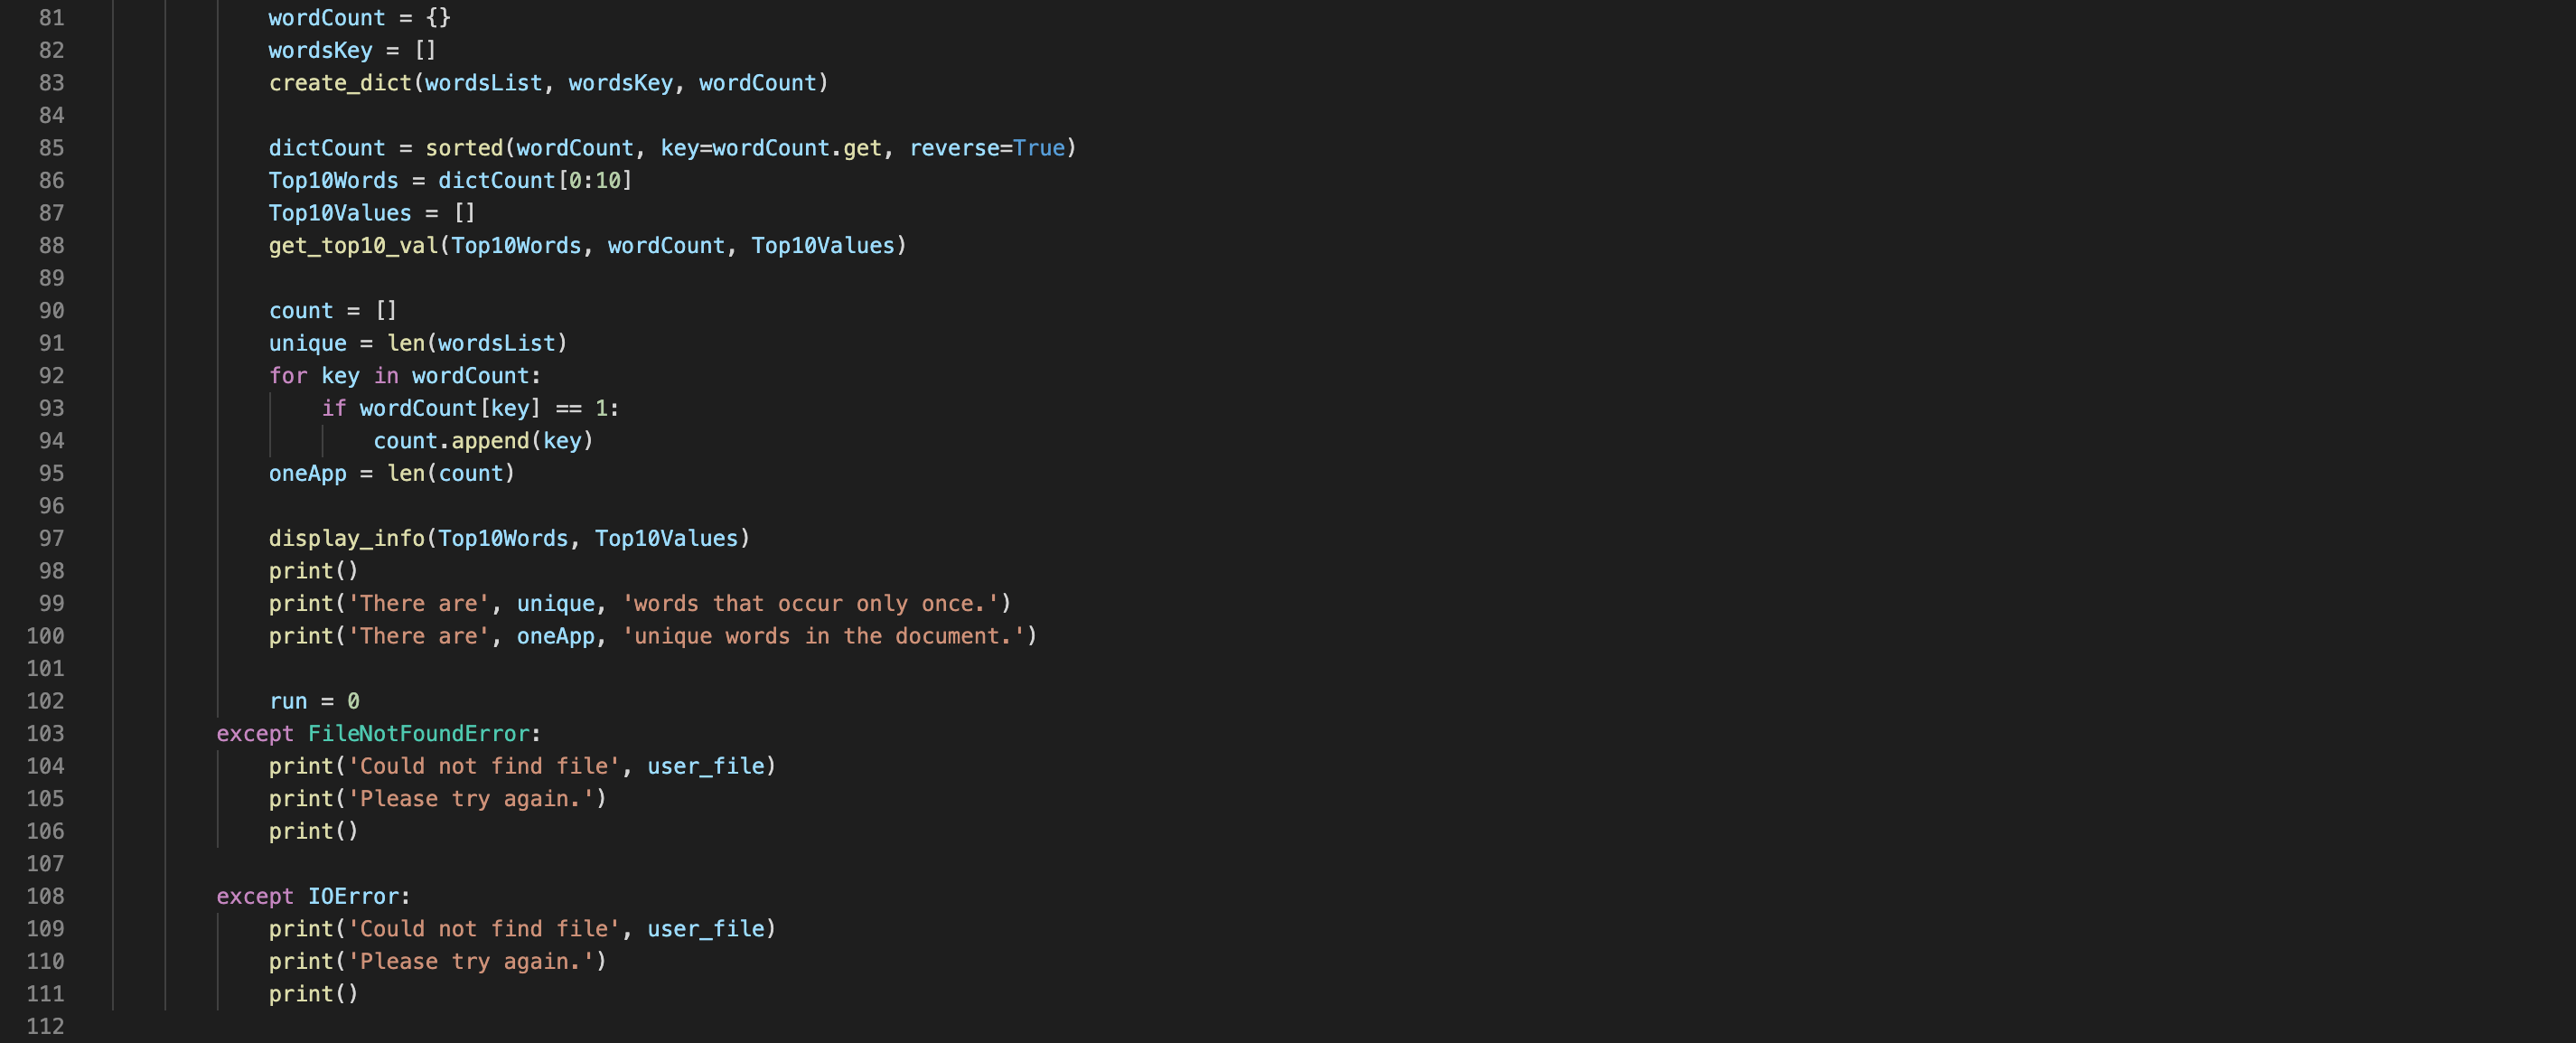 81 wordCount = {}
82 wordsKey = []
83 create_dict(wordsList, wordsKey, wordCount)
84
85 dictCount = sorted(wordCount, key=wordCount.get, reverse=True)
86 Top10Words = dictCount[0:10]
87 Top10Values = []
88 get_top10_val(Top10Words, wordCount, Top10Values)
89
90 count = []
91 unique = len(wordsList)
92 for key in wordCount:
93 if wordCount[key] == 1:
94 count.append(key)
95 oneApp = len(count)
96
97 display_info(Top10Words, Top10Values)
98 print()
99 print('There are', unique, 'words that occur only once.')
100 print('There are', oneApp, 'unique words in the document.')
101
102 run = 0
103 except FileNotFoundError:
104 print('Could not find file', user_file)
105 print('Please try again.')
106 print()
107
108 except IOError:
109 print('Could not find file', user_file)
110 print('Please try again.')
111 print()
112